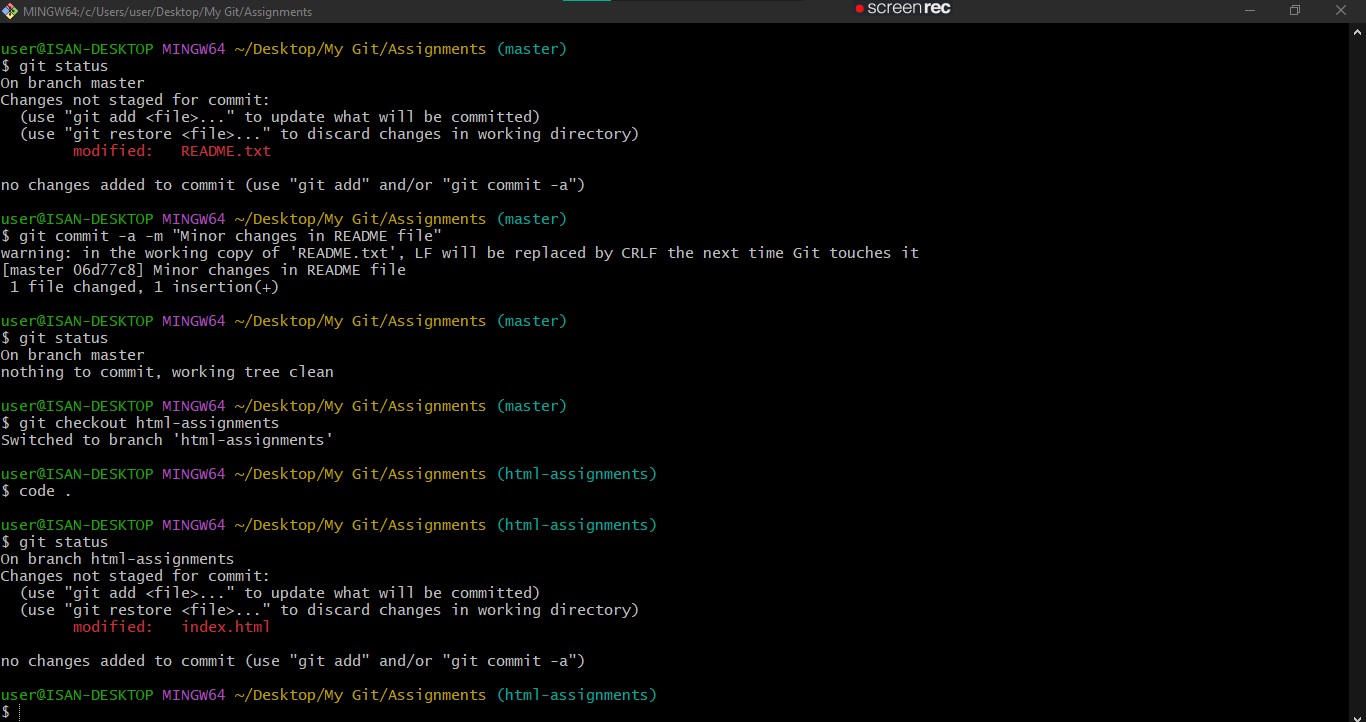 MINGW64:/c/Users/user/Desktop/My Git/Assignments
screenrec
user@ISAN-DESKTOP MINGW64 ~/Desktop/My Git/Assignments (master)
$ git status
On branch master
Changes not staged for commit:
  (use "git add <file>..." to update what will be committed)
  (use "git restore <file>..." to discard changes in working directory)
        modified:   README.txt
no changes added to commit (use "git add" and/or "git commit -a")
user@ISAN-DESKTOP MINGW64 ~/Desktop/My Git/Assignments (master)
$ git commit -a -m "Minor changes in README file"
warning: in the working copy of 'README.txt', LF will be replaced by CRLF the next time Git touches it
[master 06d77c8] Minor changes in README file
 1 file changed, 1 insertion(+)
user@ISAN-DESKTOP MINGW64 ~/Desktop/My Git/Assignments (master)
$ git status
On branch master
nothing to commit, working tree clean
user@ISAN-DESKTOP MINGW64 ~/Desktop/My Git/Assignments (master)
$ git checkout html-assignments
Switched to branch 'html-assignments'
user@ISAN-DESKTOP MINGW64 ~/Desktop/My Git/Assignments (html-assignments)
$ code .
user@ISAN-DESKTOP MINGW64 ~/Desktop/My Git/Assignments (html-assignments)
$ git status
On branch html-assignments
Changes not staged for commit:
  (use "git add <file>..." to update what will be committed)
  (use "git restore <file>..." to discard changes in working directory)
        modified:   index.html
no changes added to commit (use "git add" and/or "git commit -a")
user@ISAN-DESKTOP MINGW64 ~/Desktop/My Git/Assignments (html-assignments)
$